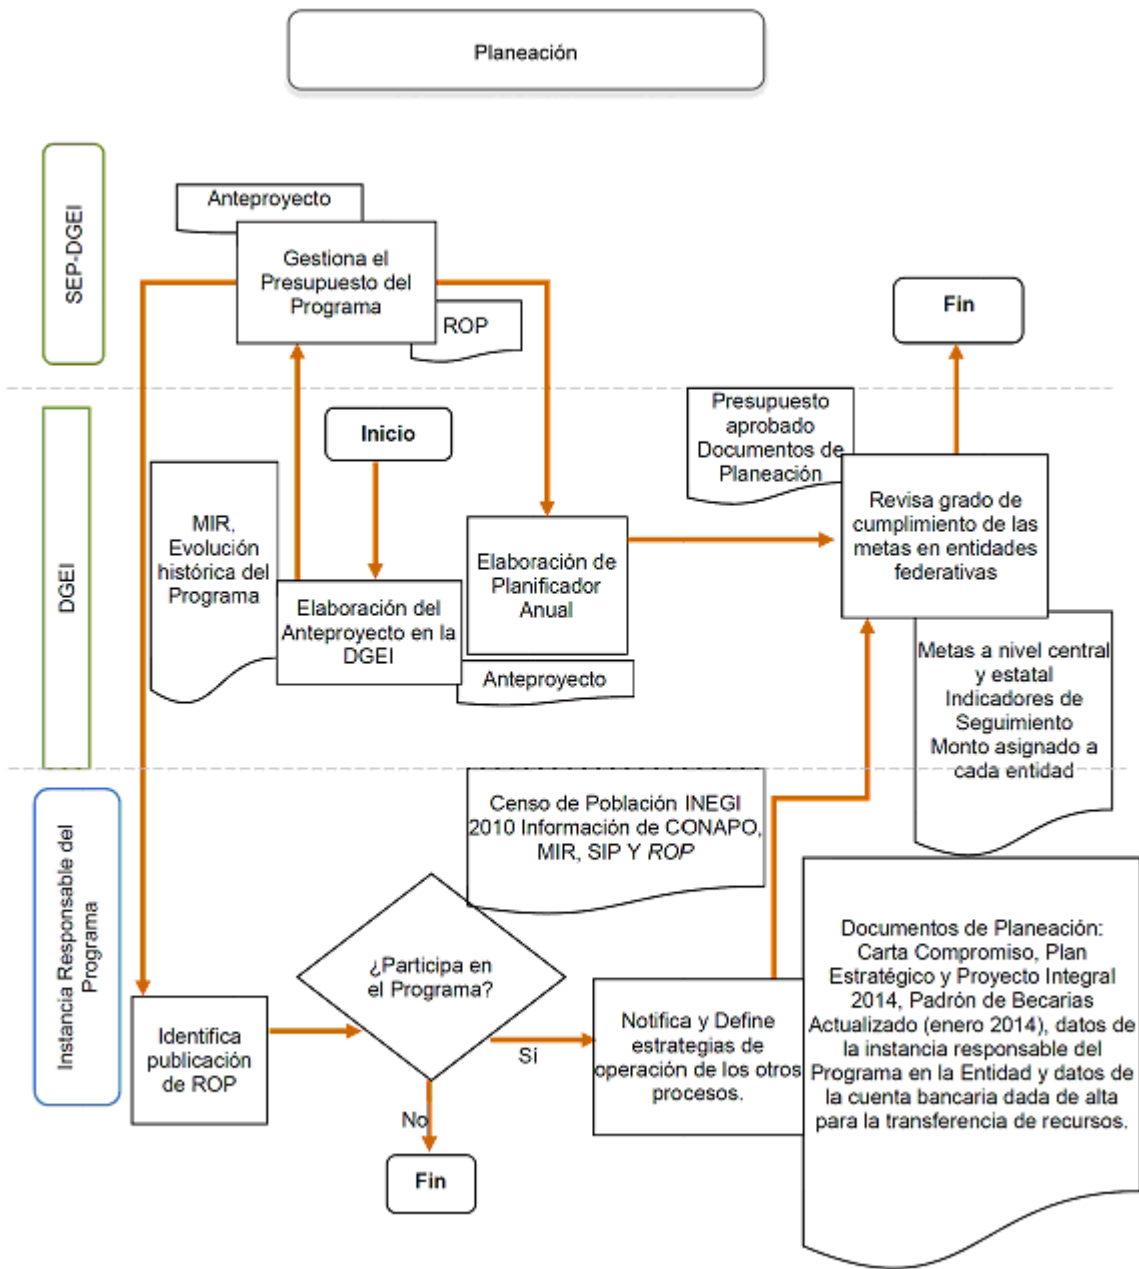 Planeación
SEP-DGEI
Anteproyecto
Gestiona el
Presupuesto del
Programa
ROP
Fin
DGEI
Inicio
MIR,
Evolución
histórica del
Programa
Elaboración del
Anteproyecto en la
DGEI
Elaboración de
Planificador
Anual
Anteproyecto
Presupuesto
aprobado
Documentos de
Planeación
Revisa grado de
cumplimiento de las
metas en entidades
federativas
Metas a nivel central
y estatal
Indicadores de
Seguimiento
Monto asignado a
cada entidad
Instancia Responsable del
Programa
Censo de Población INEGI
2010 Información de CONAPO,
MIR, SIP Y ROP
Identifica
publicación
de ROP
¿Participa en
el Programa?
Sí
No
Fin
Notifica y Define
estrategias de
operación de los otros
procesos.
Documentos de Planeación:
Carta Compromiso, Plan
Estratégico y Proyecto Integral
2014, Padrón de Becarias
Actualizado (enero 2014), datos de
la instancia responsable del
Programa en la Entidad y datos de
la cuenta bancaria dada de alta
para la transferencia de recursos.